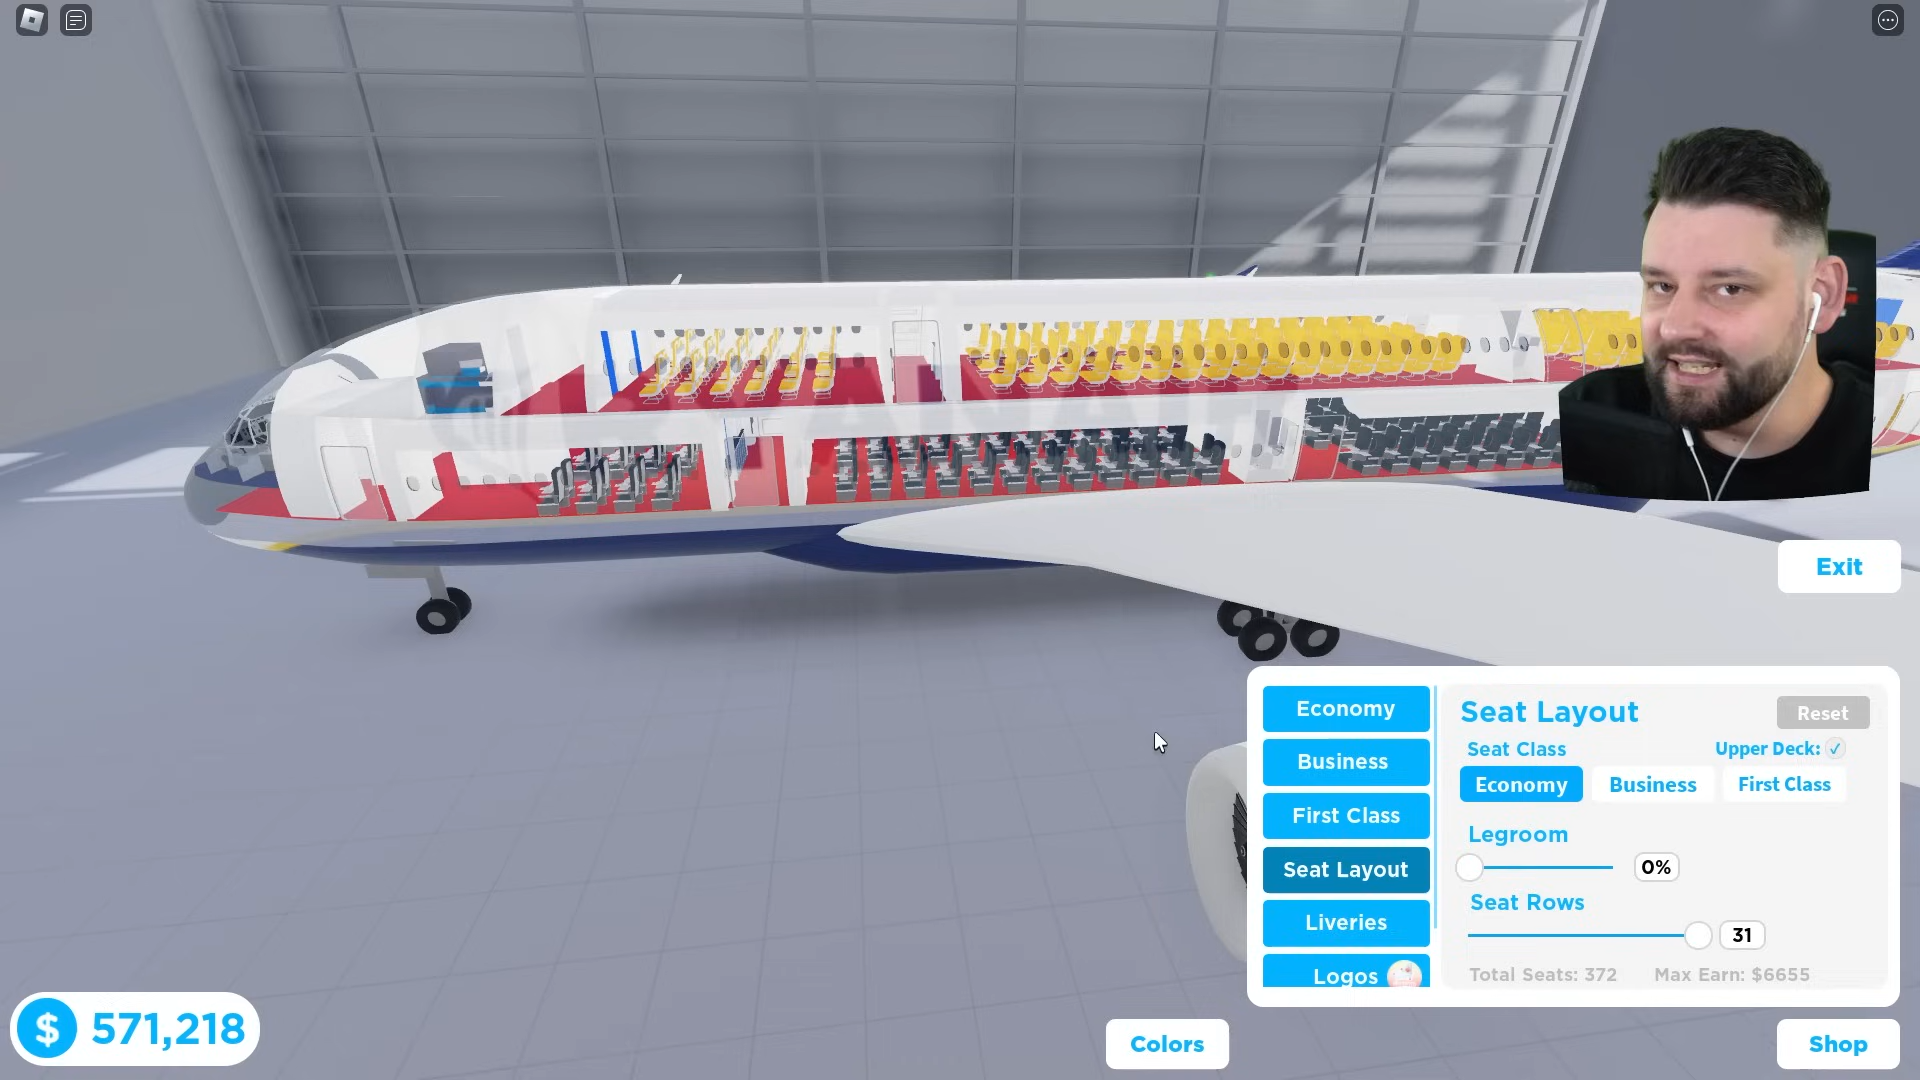 Exit
Economy
Business
First Class
Seat Layout
Liveries
Logos
Seat Layout
Reset
Seat Class
Upper Deck: ✓
Economy
Business
First Class
Legroom
0%
Seat Rows
31
Total Seats: 372
Max Earn: $6655
$ 571,218
Colors
Shop